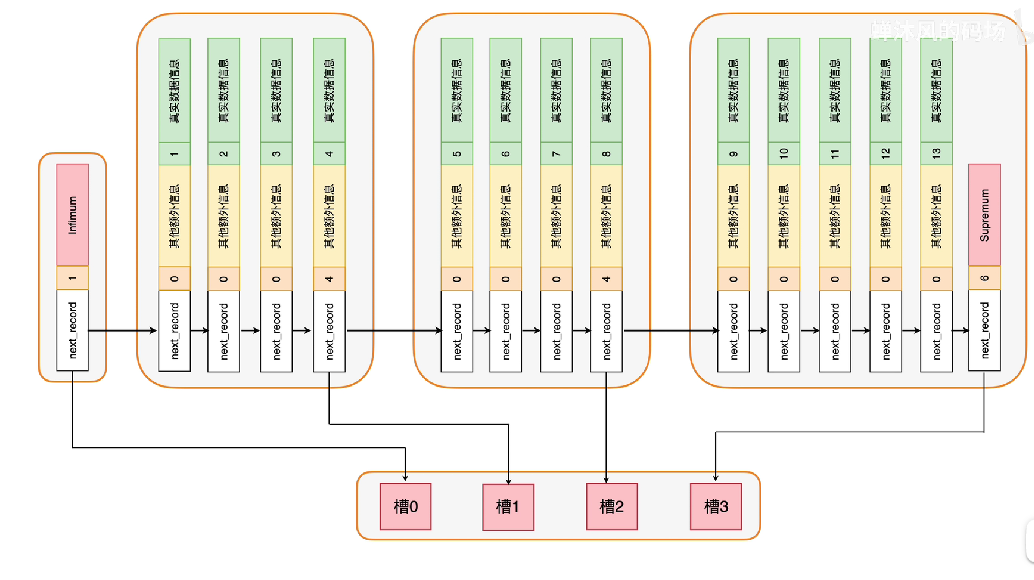 蝉沐风的码场
真实数据信息 真实数据信息 真实数据信息 真实数据信息 真实数据信息 真实数据信息 真实数据信息 真实数据信息 真实数据信息 真实数据信息 真实数据信息 真实数据信息 真实数据信息
1 2 3 4 5 6 7 8 9 10 11 12 13
Infimum 其他额外信息 其他额外信息 其他额外信息 其他额外信息 其他额外信息 其他额外信息 其他额外信息 其他额外信息 其他额外信息 其他额外信息 其他额外信息 其他额外信息 其他额外信息 Supremum
1 0 0 0 4 0 0 0 4 0 0 0 0 0 6
next_record next_record next_record next_record next_record next_record next_record next_record next_record next_record next_record next_record next_record next_record next_record
槽0 槽1 槽2 槽3